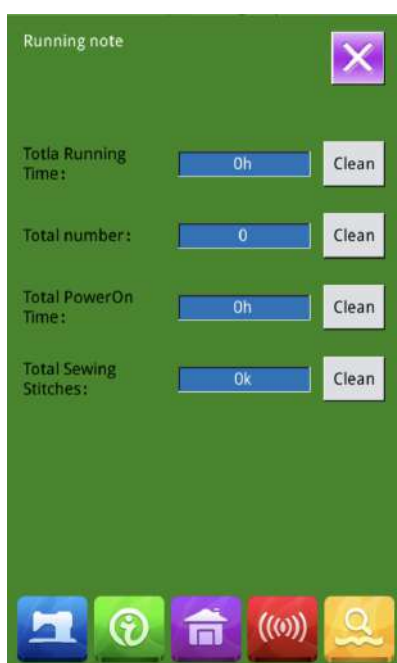 Running note
Totla Running
Time:
0h
Clean
Total number:
0
Clean
Total PowerOn
Time:
0h
Clean
Total Sewing
Stitches:
0k
Clean